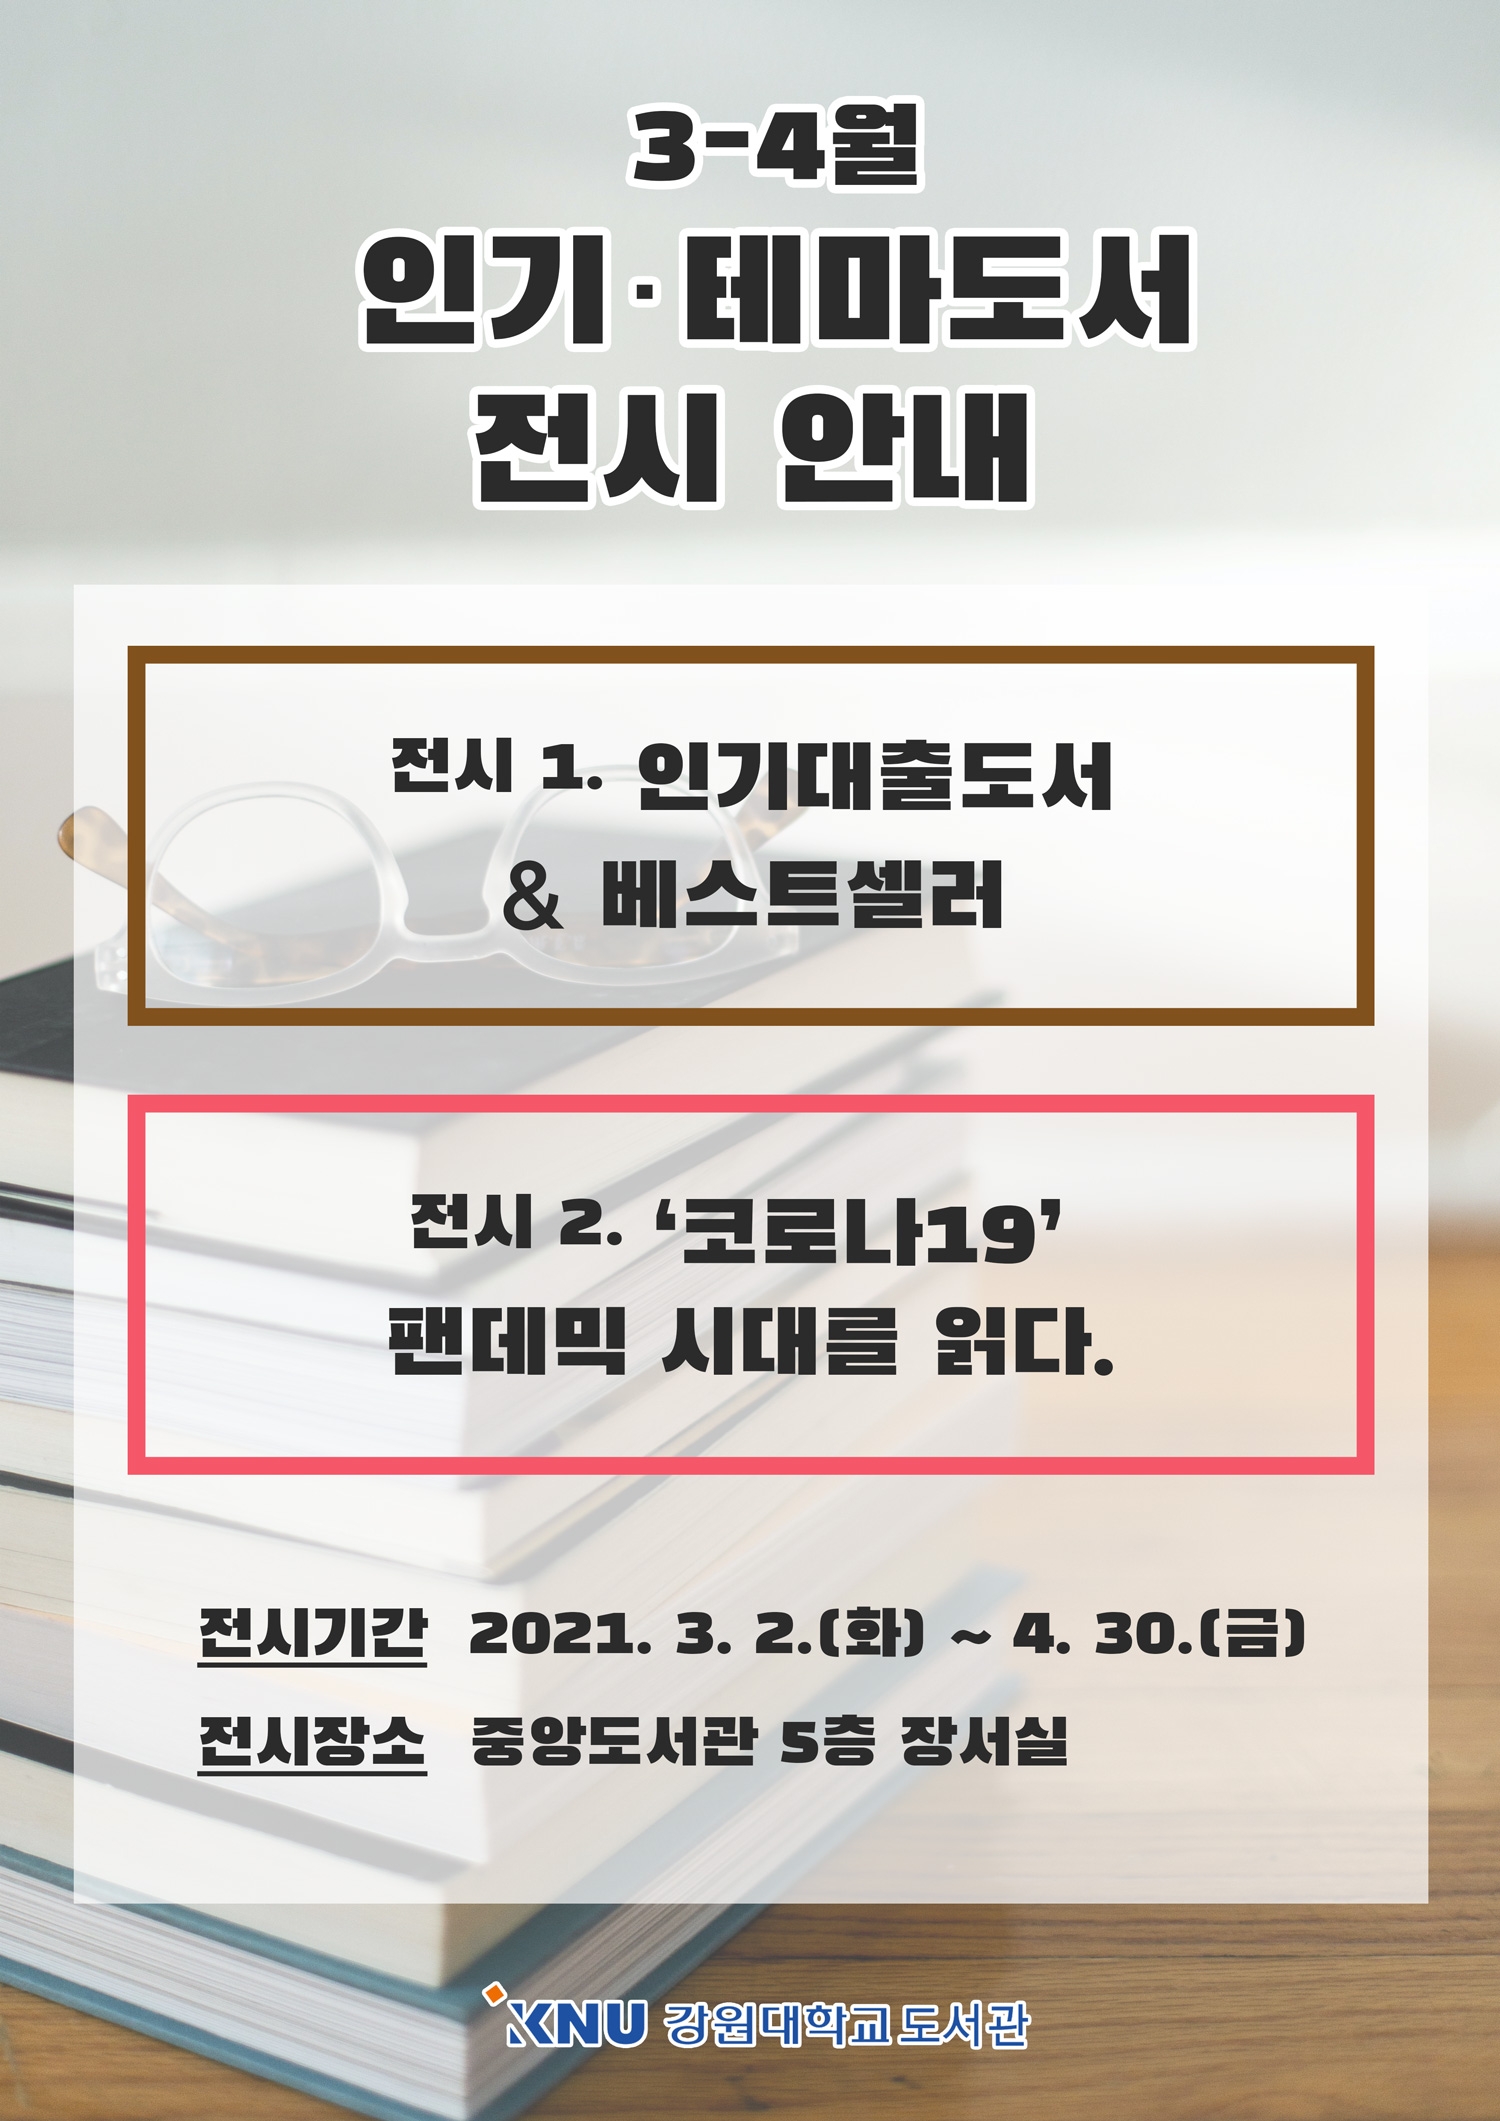 3-4월
인기·테마도서
전시 안내
전시 1. 인기대출도서
& 베스트셀러
전시 2. ‘코로나19’
팬데믹 시대를 읽다.
전시기간 2021. 3. 2.(화) ~ 4. 30.(금)
전시장소 중앙도서관 5층 장서실
KNU 강원대학교도서관